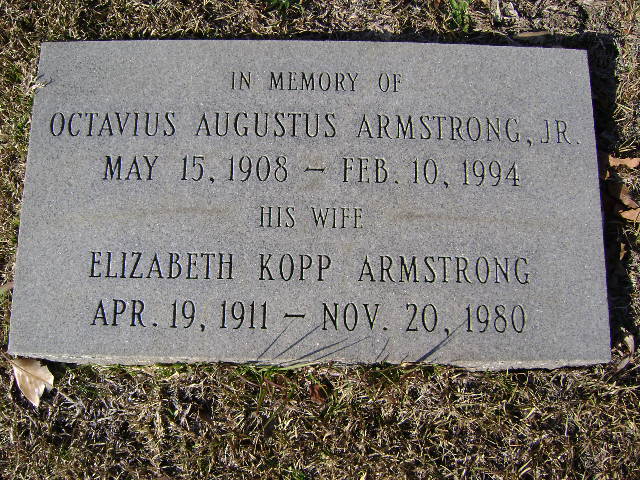 IN MEMORY OF
OCTAVIUS AUGUSTUS ARMSTRONG, JR.
MAY 15, 1908 – FEB. 10, 1994
HIS WIFE
ELIZABETH KOPP ARMSTRONG
APR. 19, 1911 – NOV. 20, 1980